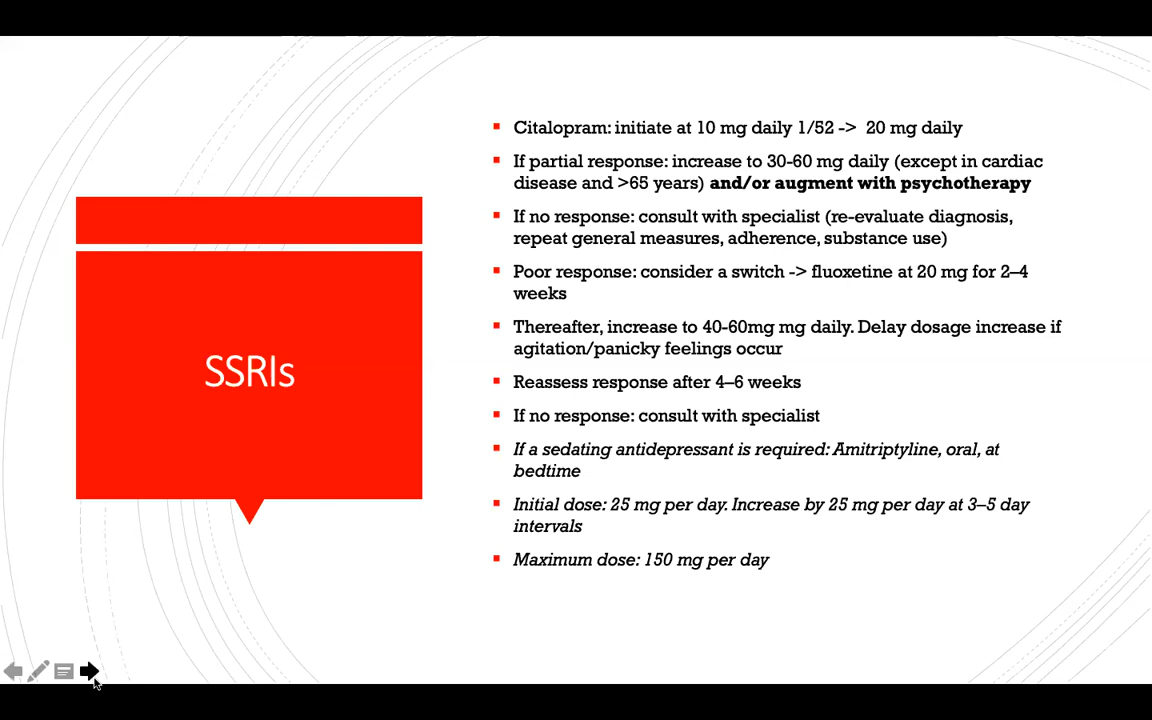 SSRIs
Citalopram: initiate at 10 mg daily 1/52 -> 20 mg daily
If partial response: increase to 30-60 mg daily (except in cardiac
disease and >65 years) and/or augment with psychotherapy
If no response: consult with specialist (re-evaluate diagnosis,
repeat general measures, adherence, substance use)
Poor response: consider a switch -> fluoxetine at 20 mg for 2–4
weeks
Thereafter, increase to 40-60mg mg daily. Delay dosage increase if
agitation/panicky feelings occur
Reassess response after 4–6 weeks
If no response: consult with specialist
If a sedating antidepressant is required: Amitriptyline, oral, at
bedtime
Initial dose: 25 mg per day. Increase by 25 mg per day at 3–5 day
intervals
Maximum dose: 150 mg per day